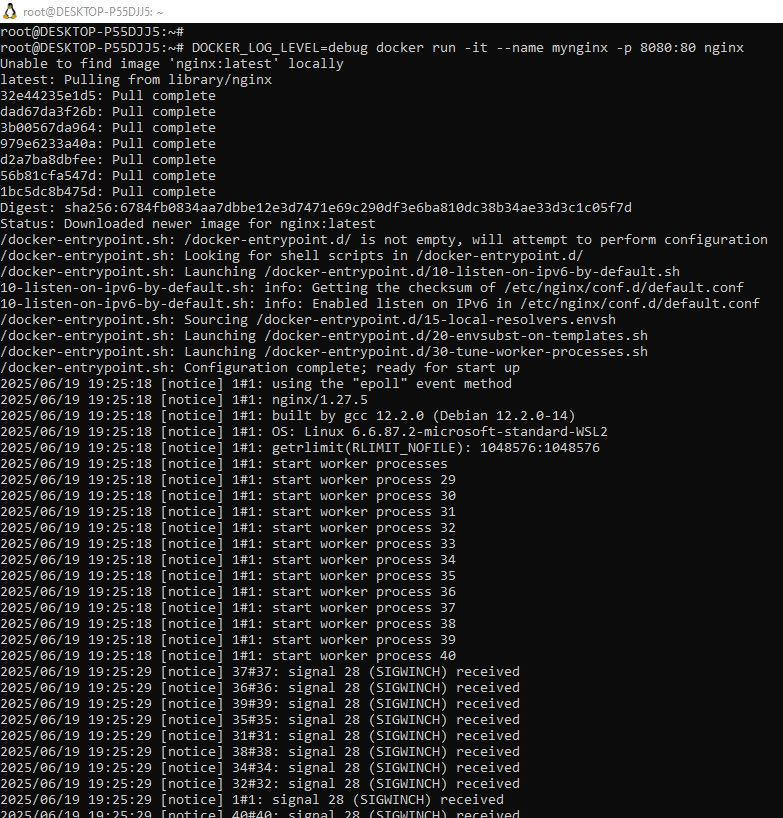 root@DESKTOP-P55DJJ5: ~
root@DESKTOP-P55DJJ5:~#
root@DESKTOP-P55DJJ5:~# DOCKER_LOG_LEVEL=debug docker run -it --name mynginx -p 8080:80 nginx
Unable to find image 'nginx:latest' locally
latest: Pulling from library/nginx
32e44235e1d5: Pull complete
dad67da3f26b: Pull complete
3b00567da964: Pull complete
979e6233a40a: Pull complete
d2a7ba8dbfee: Pull complete
56b81cfa547d: Pull complete
1bc5dc8b475d: Pull complete
Digest: sha256:6784fb0834aa7dbbe12e3d7471e69c290df3e6ba810dc38b34ae33d3c1c05f7d
Status: Downloaded newer image for nginx:latest
/docker-entrypoint.sh: /docker-entrypoint.d/ is not empty, will attempt to perform configuration
/docker-entrypoint.sh: Looking for shell scripts in /docker-entrypoint.d/
/docker-entrypoint.sh: Launching /docker-entrypoint.d/10-listen-on-ipv6-by-default.sh
10-listen-on-ipv6-by-default.sh: info: Getting the checksum of /etc/nginx/conf.d/default.conf
10-listen-on-ipv6-by-default.sh: info: Enabled listen on IPv6 in /etc/nginx/conf.d/default.conf
/docker-entrypoint.sh: Sourcing /docker-entrypoint.d/15-local-resolvers.envsh
/docker-entrypoint.sh: Launching /docker-entrypoint.d/20-envsubst-on-templates.sh
/docker-entrypoint.sh: Launching /docker-entrypoint.d/30-tune-worker-processes.sh
/docker-entrypoint.sh: Configuration complete; ready for start up
2025/06/19 19:25:18 [notice] 1#1: using the "epoll" event method
2025/06/19 19:25:18 [notice] 1#1: nginx/1.27.5
2025/06/19 19:25:18 [notice] 1#1: built by gcc 12.2.0 (Debian 12.2.0-14)
2025/06/19 19:25:18 [notice] 1#1: OS: Linux 6.6.87.2-microsoft-standard-WSL2
2025/06/19 19:25:18 [notice] 1#1: getrlimit(RLIMIT_NOFILE): 1048576:1048576
2025/06/19 19:25:18 [notice] 1#1: start worker processes
2025/06/19 19:25:18 [notice] 1#1: start worker process 29
2025/06/19 19:25:18 [notice] 1#1: start worker process 30
2025/06/19 19:25:18 [notice] 1#1: start worker process 31
2025/06/19 19:25:18 [notice] 1#1: start worker process 32
2025/06/19 19:25:18 [notice] 1#1: start worker process 33
2025/06/19 19:25:18 [notice] 1#1: start worker process 34
2025/06/19 19:25:18 [notice] 1#1: start worker process 35
2025/06/19 19:25:18 [notice] 1#1: start worker process 36
2025/06/19 19:25:18 [notice] 1#1: start worker process 37
2025/06/19 19:25:18 [notice] 1#1: start worker process 38
2025/06/19 19:25:18 [notice] 1#1: start worker process 39
2025/06/19 19:25:18 [notice] 1#1: start worker process 40
2025/06/19 19:25:29 [notice] 37#37: signal 28 (SIGWINCH) received
2025/06/19 19:25:29 [notice] 36#36: signal 28 (SIGWINCH) received
2025/06/19 19:25:29 [notice] 39#39: signal 28 (SIGWINCH) received
2025/06/19 19:25:29 [notice] 35#35: signal 28 (SIGWINCH) received
2025/06/19 19:25:29 [notice] 31#31: signal 28 (SIGWINCH) received
2025/06/19 19:25:29 [notice] 38#38: signal 28 (SIGWINCH) received
2025/06/19 19:25:29 [notice] 34#34: signal 28 (SIGWINCH) received
2025/06/19 19:25:29 [notice] 32#32: signal 28 (SIGWINCH) received
2025/06/19 19:25:29 [notice] 1#1: signal 28 (SIGWINCH) received
2025/06/19 19:25:29 [notice] 40#40: signal 28 (SIGWINCH) received